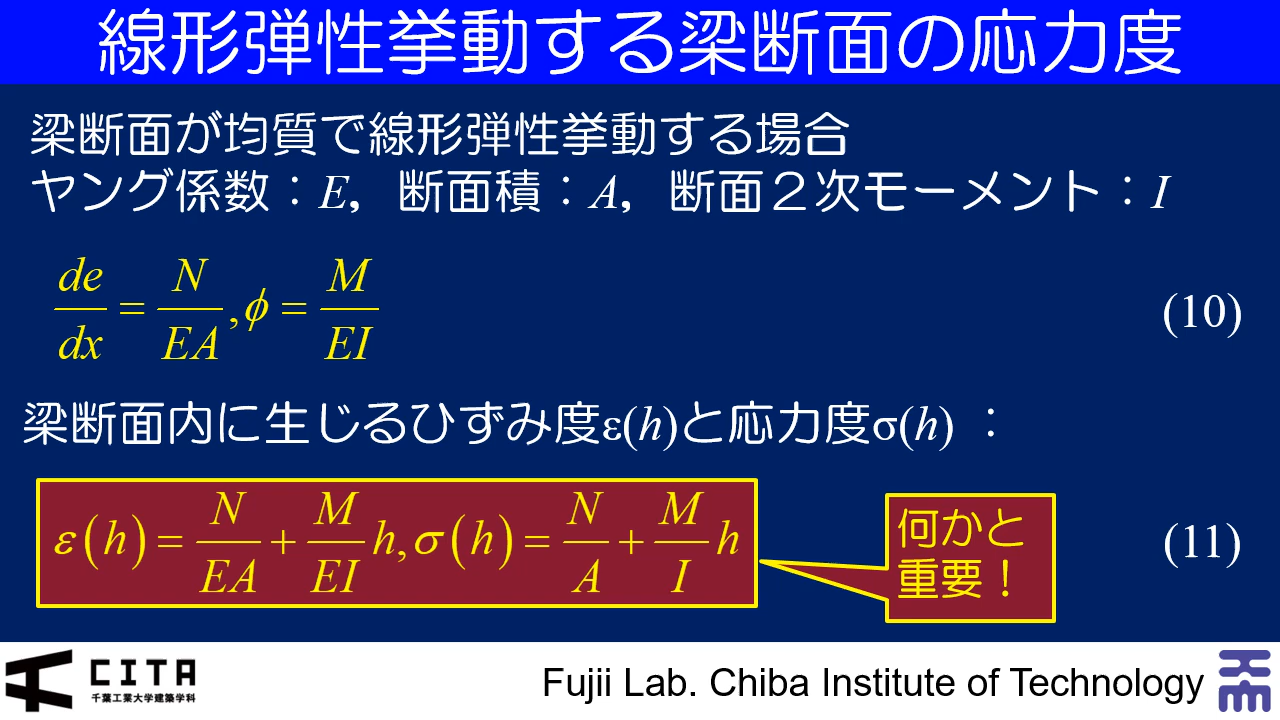 線形弾性挙動する梁断面の応力度
梁断面が均質で線形弾性挙動する場合
ヤング係数：E，断面積：A，断面２次モーメント：I
de/dx = N/EA, ϕ = M/EI (10)
梁断面内に生じるひずみ度ε(h)と応力度σ(h) ：
ε(h) = N/EA + M/EI h, σ(h) = N/A + M/I h (11)
何かと
重要！
CITA
千葉工業大学建築学科
Fujii Lab. Chiba Institute of Technology